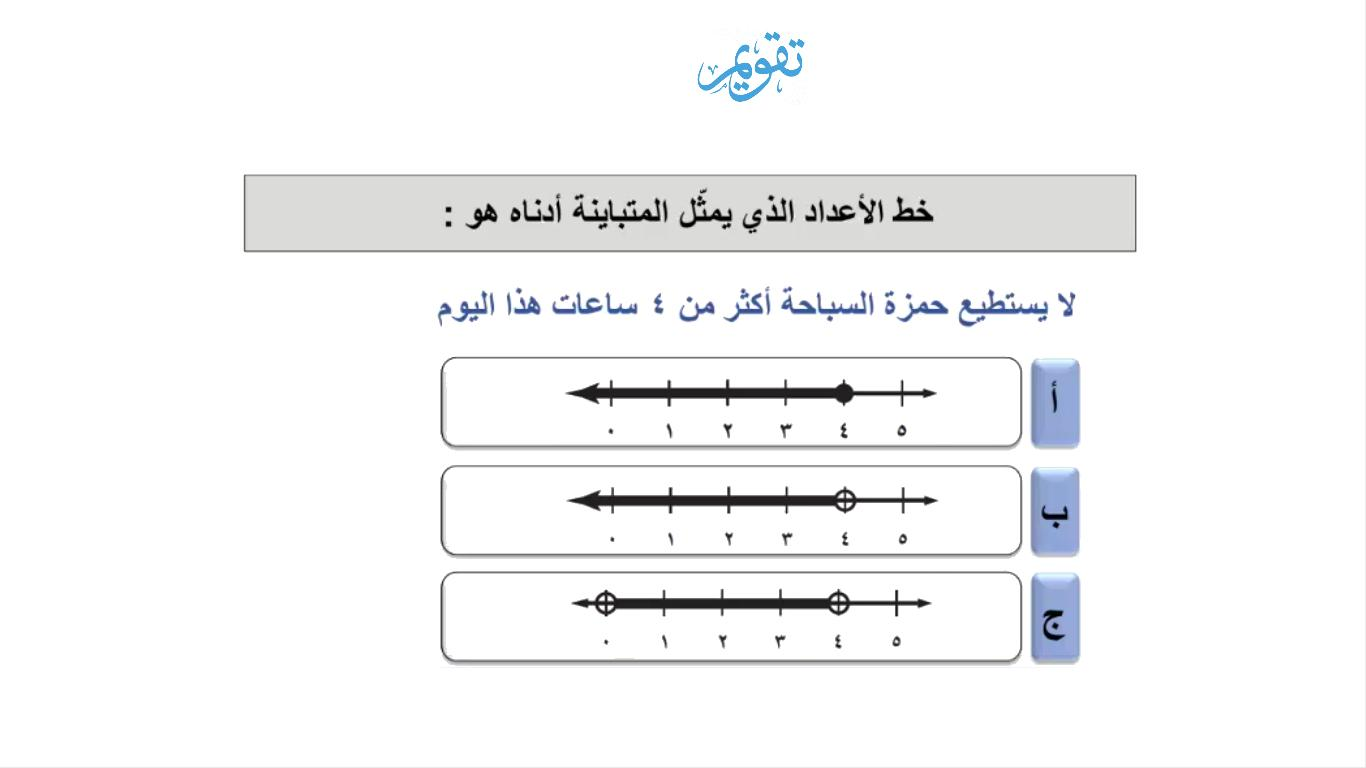 تقويم
خط الأعداد الذي يمثّل المتباينة أدناه هو :
لا يستطيع حمزة السباحة أكثر من ٤ ساعات هذا اليوم
أ
٠ ١ ٢ ٣ ٤ ٥
ب
٠ ١ ٢ ٣ ٤ ٥
ج
٠ ١ ٢ ٣ ٤ ٥